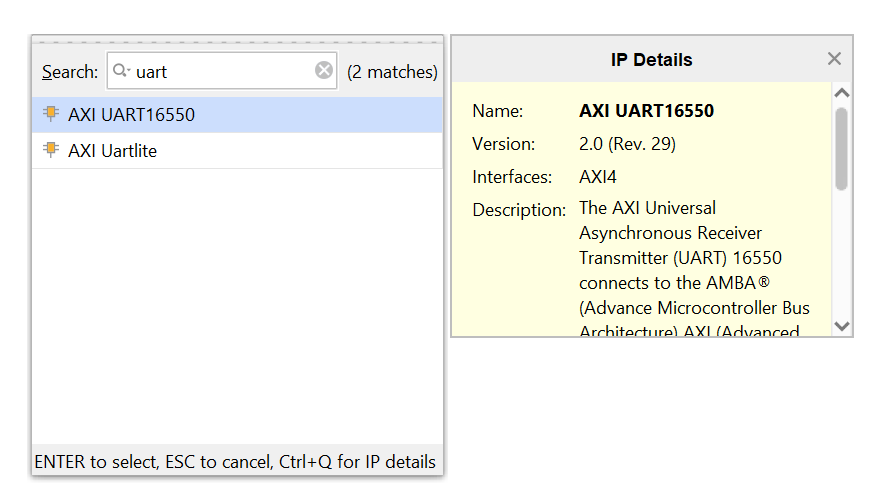 Search: uart (2 matches)
AXI UART16550
AXI Uartlite
ENTER to select, ESC to cancel, Ctrl+Q for IP details
IP Details
Name: AXI UART16550
Version: 2.0 (Rev. 29)
Interfaces: AXI4
Description: The AXI Universal
Asynchronous Receiver
Transmitter (UART) 16550
connects to the AMBA®
(Advance Microcontroller Bus
Architecture) AXI (Advanced